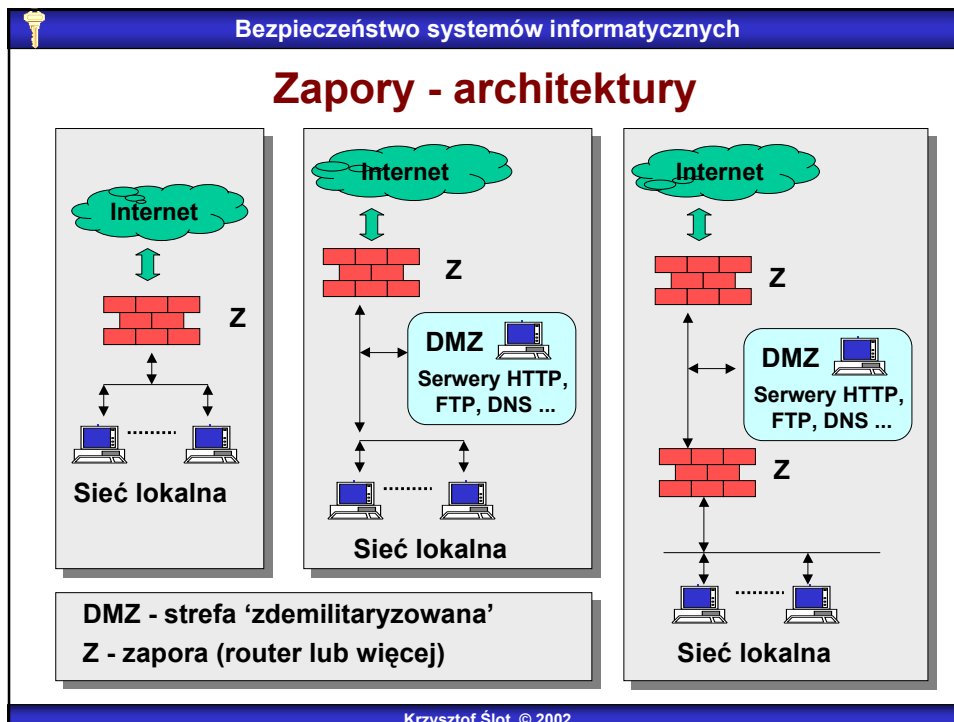 Bezpieczeństwo systemów informatycznych
Zapory - architektury
Internet
Z
Sieć lokalna
Internet
Z
DMZ
Serwery HTTP,
FTP, DNS ...
Sieć lokalna
Internet
Z
DMZ
Serwery HTTP,
FTP, DNS ...
Z
Sieć lokalna
DMZ - strefa ‘zdemilitaryzowana’
Z - zapora (router lub więcej)
Krzysztof Ślot, © 2002